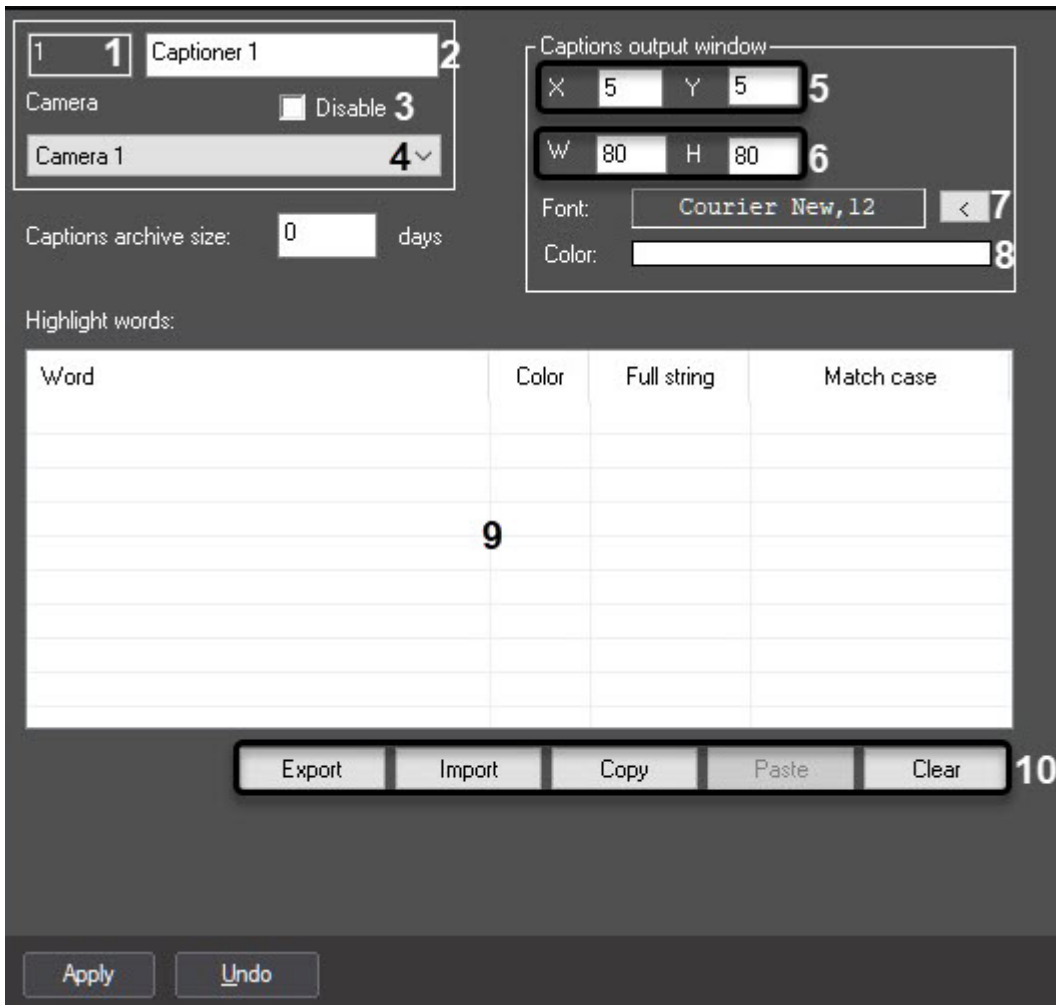 1 1 Captioner 1 2
Camera Disable 3
Camera 1 4
Captions archive size: 0 days
Captions output window
X 5 Y 5 5
W 80 H 80 6
Font: Courier New,12 < 7
Color: 8
Highlight words:
Word Color Full string Match case
9
Export Import Copy Paste Clear 10
Apply Undo